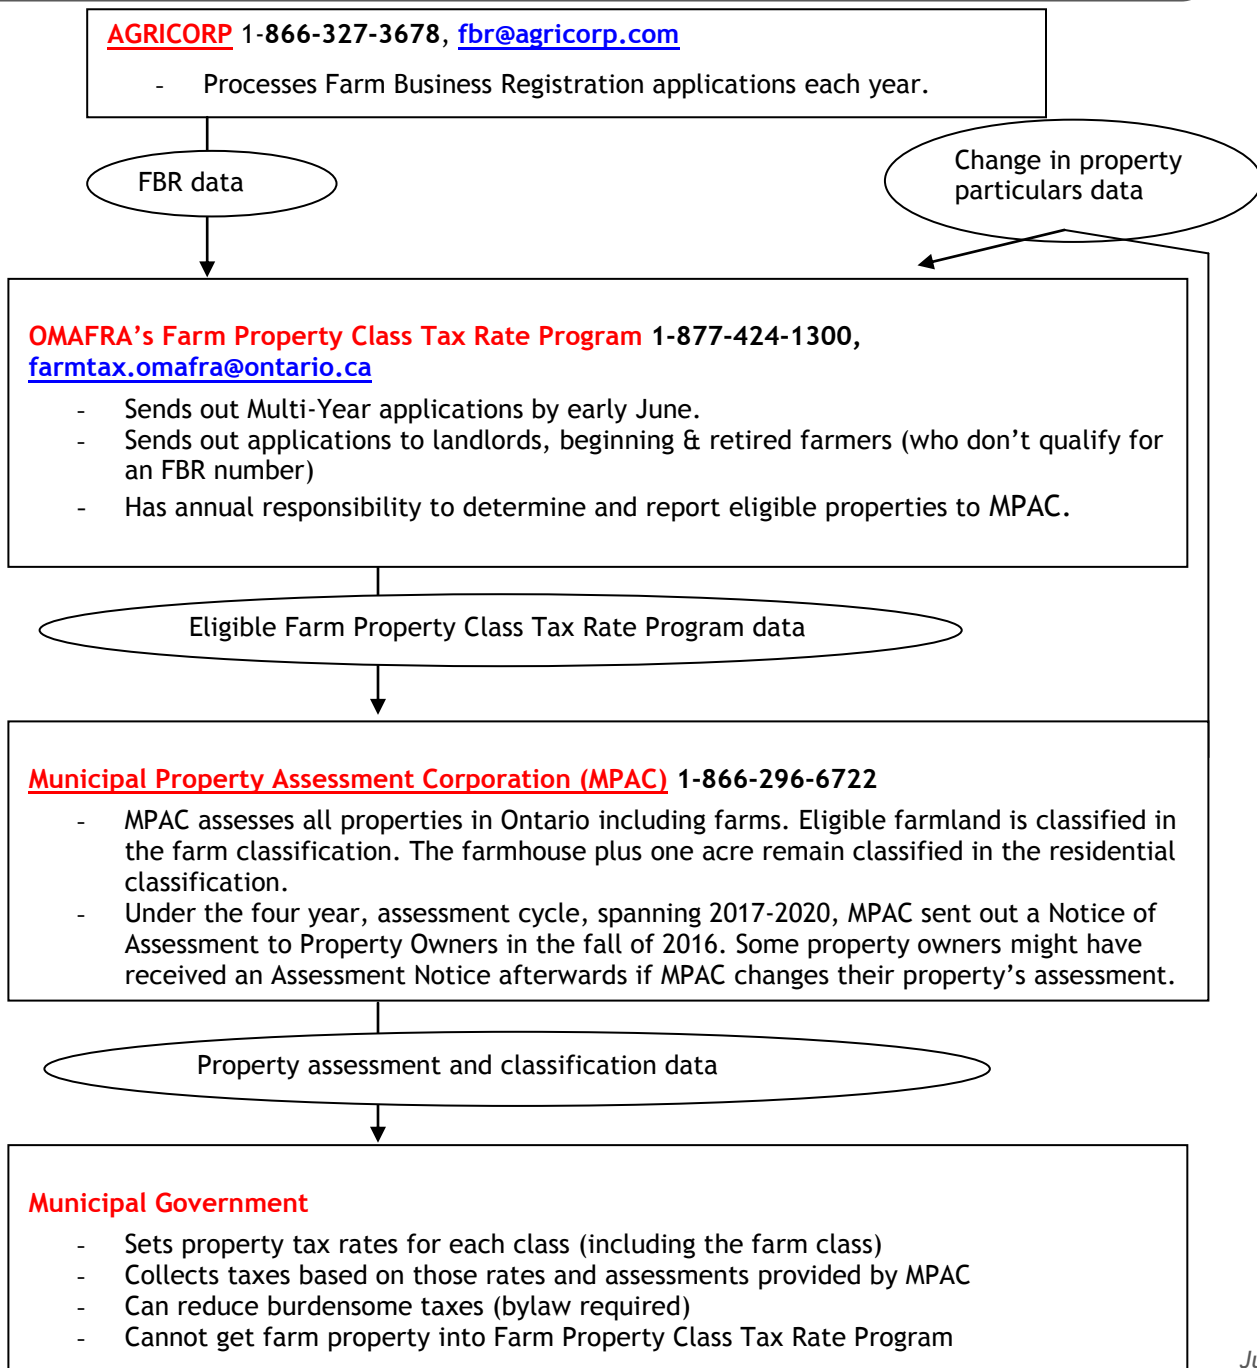 AGRICORP 1-866-327-3678, fbr@agricorp.com
- Processes Farm Business Registration applications each year.
FBR data
Change in property
particulars data
OMAFRA’s Farm Property Class Tax Rate Program 1-877-424-1300,
farmtax.omafra@ontario.ca
- Sends out Multi-Year applications by early June.
- Sends out applications to landlords, beginning & retired farmers (who don’t qualify for
an FBR number)
- Has annual responsibility to determine and report eligible properties to MPAC.
Eligible Farm Property Class Tax Rate Program data
Municipal Property Assessment Corporation (MPAC) 1-866-296-6722
- MPAC assesses all properties in Ontario including farms. Eligible farmland is classified in
the farm classification. The farmhouse plus one acre remain classified in the residential
classification.
- Under the four year, assessment cycle, spanning 2017-2020, MPAC sent out a Notice of
Assessment to Property Owners in the fall of 2016. Some property owners might have
received an Assessment Notice afterwards if MPAC changes their property’s assessment.
Property assessment and classification data
Municipal Government
- Sets property tax rates for each class (including the farm class)
- Collects taxes based on those rates and assessments provided by MPAC
- Can reduce burdensome taxes (bylaw required)
- Cannot get farm property into Farm Property Class Tax Rate Program